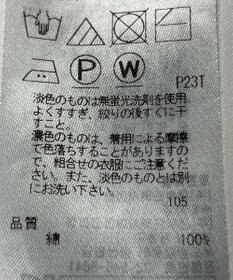 P
W
P231
淡色のものは無蛍光洗剤を使用
よくすすぎ、絞りの後すぐに干
すこと。
濃色のものは、着用による摩擦
で色落ちすることがありますの
で、組合せの衣服にご注意くだ
さい。また、淡色のものとは別
にお洗い下さい。
105
品質
綿 100%